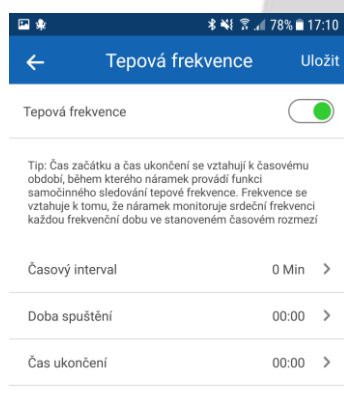 78% 17:10
Tepová frekvence Uložit
Tepová frekvence
Tip: Čas začátku a čas ukončení se vztahují k časovému
období, během kterého náramek provádí funkci
samočinného sledování tepové frekvence. Frekvence se
vztahuje k tomu, že náramek monitoruje srdeční frekvenci
každou frekvenční dobu ve stanoveném časovém rozmezí
Časový interval 0 Min
Doba spuštění 00:00
Čas ukončení 00:00